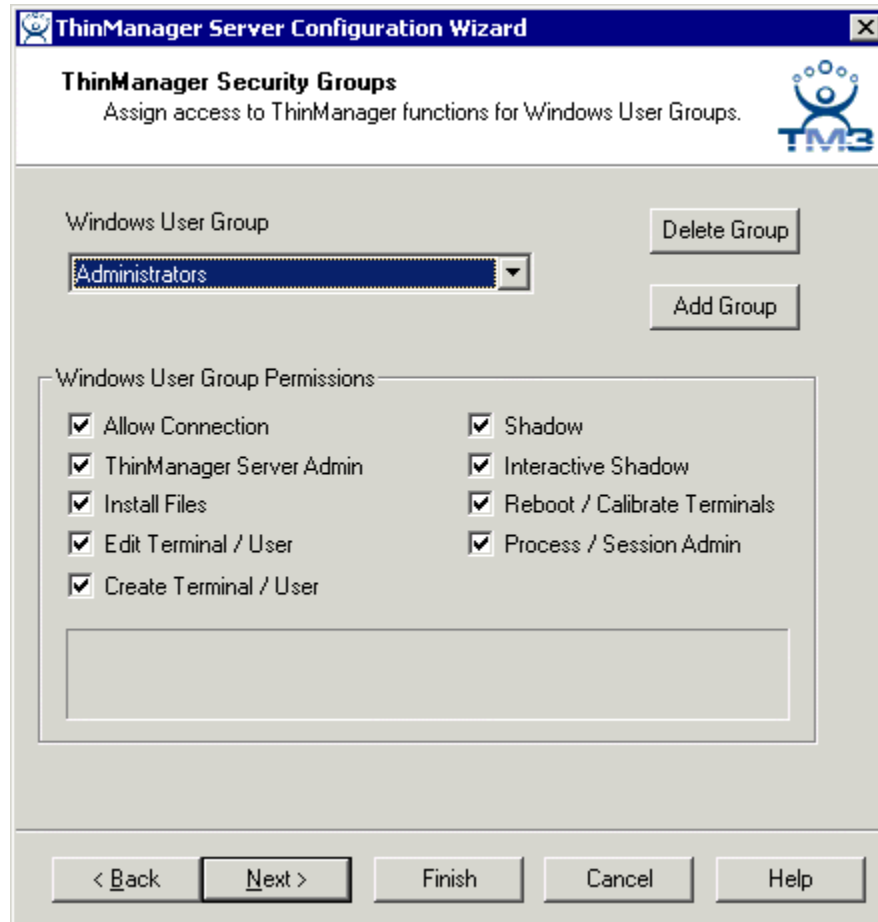 ThinManager Server Configuration Wizard
ThinManager Security Groups
Assign access to ThinManager functions for Windows User Groups.
TM3
Windows User Group
Delete Group
Administrators
Add Group
Windows User Group Permissions
Allow Connection
Shadow
ThinManager Server Admin
Interactive Shadow
Install Files
Reboot / Calibrate Terminals
Edit Terminal / User
Process / Session Admin
Create Terminal / User
< Back
Next >
Finish
Cancel
Help